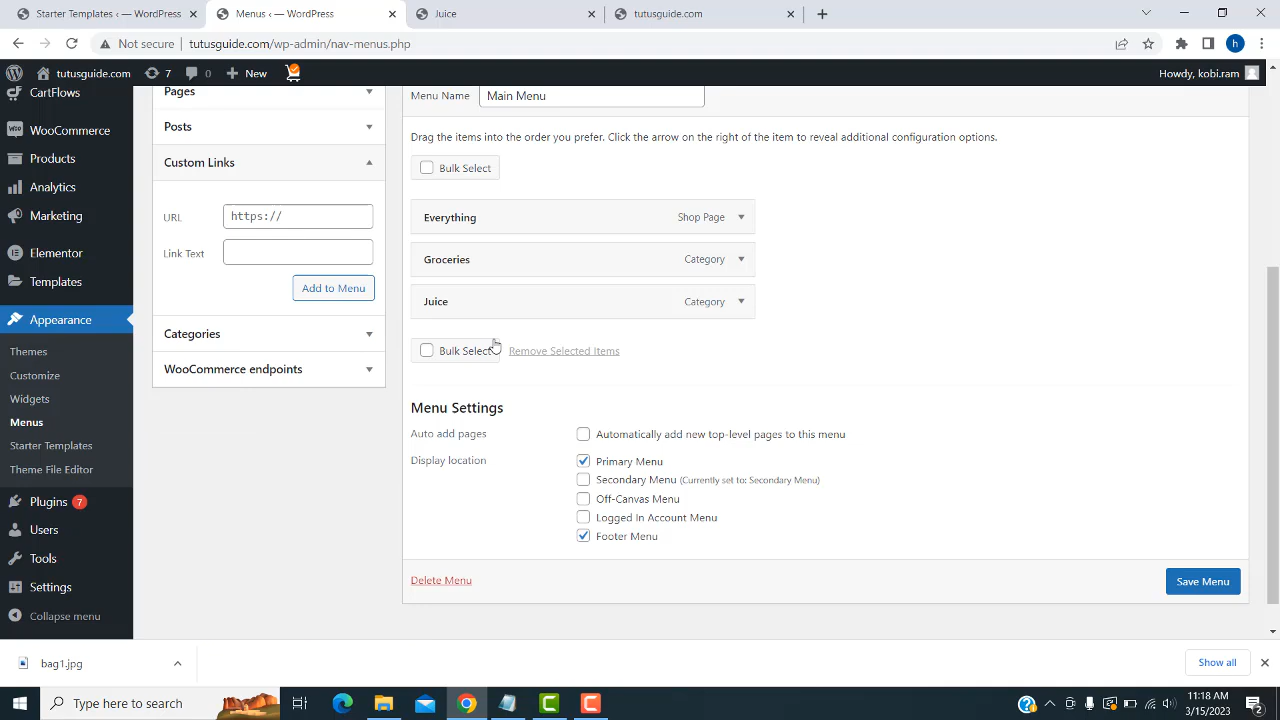 Starter Templates ‹ — WordPress
Menus ‹ — WordPress
Juice
tutusguide.com
Not secure
tutusguide.com/wp-admin/nav-menus.php
h
tutusguide.com
7
0
New
Howdy, kobi.ram
CartFlows
WooCommerce
Products
Analytics
Marketing
Elementor
Templates
Appearance
Themes
Customize
Widgets
Menus
Starter Templates
Theme File Editor
Plugins 7
Users
Tools
Settings
Collapse menu
Pages
Posts
Custom Links
URL
https://
Link Text
Add to Menu
Categories
WooCommerce endpoints
Menu Name
Main Menu
Drag the items into the order you prefer. Click the arrow on the right of the item to reveal additional configuration options.
Bulk Select
Everything Shop Page
Groceries Category
Juice Category
Bulk Select Remove Selected Items
Menu Settings
Auto add pages Automatically add new top-level pages to this menu
Display location Primary Menu
Secondary Menu (Currently set to: Secondary Menu)
Off-Canvas Menu
Logged In Account Menu
Footer Menu
Delete Menu
Save Menu
bag1.jpg
Show all
Type here to search
11:18 AM
3/15/2023
2